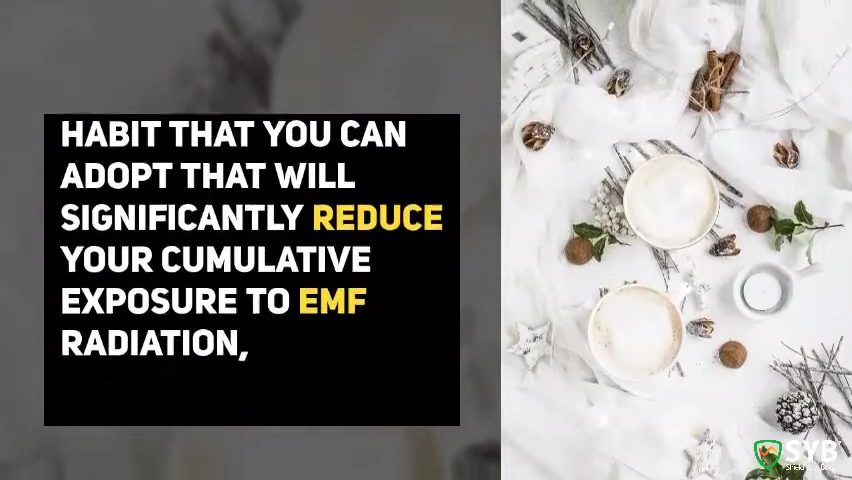 HABIT THAT YOU CAN
ADOPT THAT WILL
SIGNIFICANTLY REDUCE
YOUR CUMULATIVE
EXPOSURE TO EMF
RADIATION,
SYB